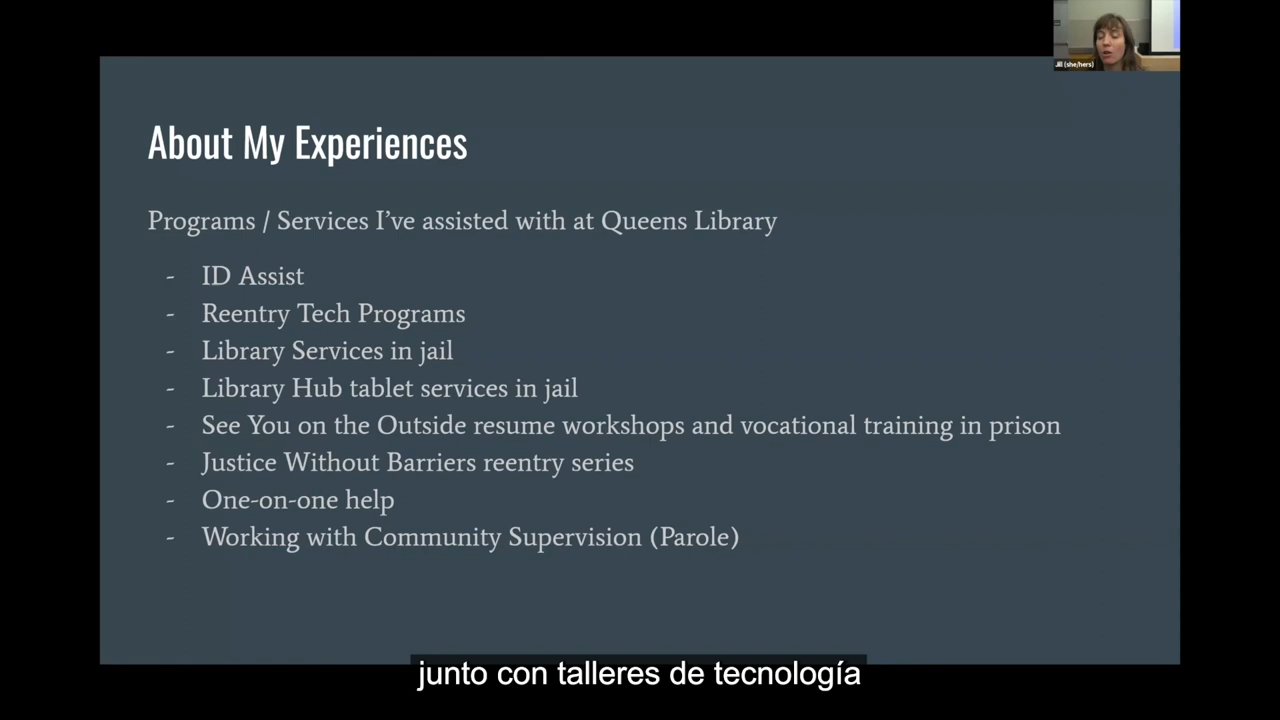 Jill (she/hers)
About My Experiences
Programs / Services I’ve assisted with at Queens Library
- ID Assist
- Reentry Tech Programs
- Library Services in jail
- Library Hub tablet services in jail
- See You on the Outside resume workshops and vocational training in prison
- Justice Without Barriers reentry series
- One-on-one help
- Working with Community Supervision (Parole)
junto con talleres de tecnología